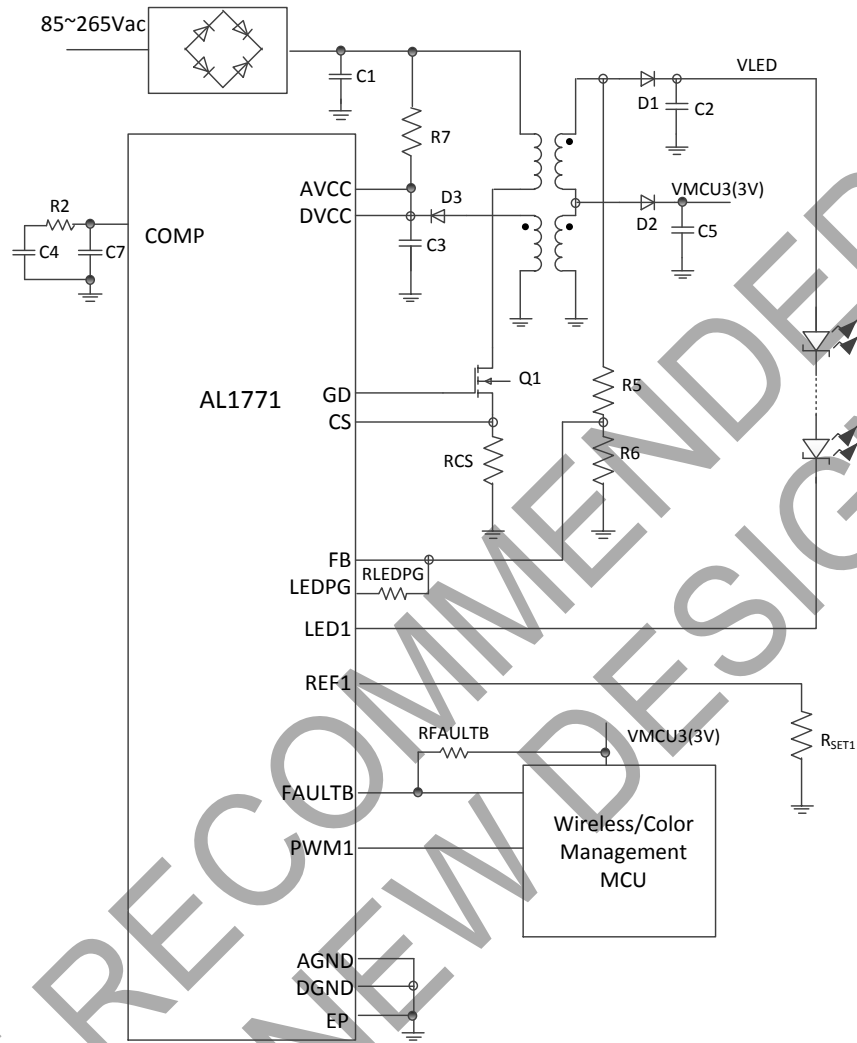 85~265Vac
C1
R7
D1
C2
VLED
AVCC
DVCC
D3
C3
D2
VMCU3(3V)
C5
R2
C4
C7
COMP
AL1771
GD
CS
Q1
RCS
R5
R6
FB
LEDPG
RLEDPG
LED1
REF1
RSET1
RFAULTB
VMCU3(3V)
FAULTB
PWM1
Wireless/Color
Management
MCU
AGND
DGND
EP
RECOMMENDED
NEW DESIG